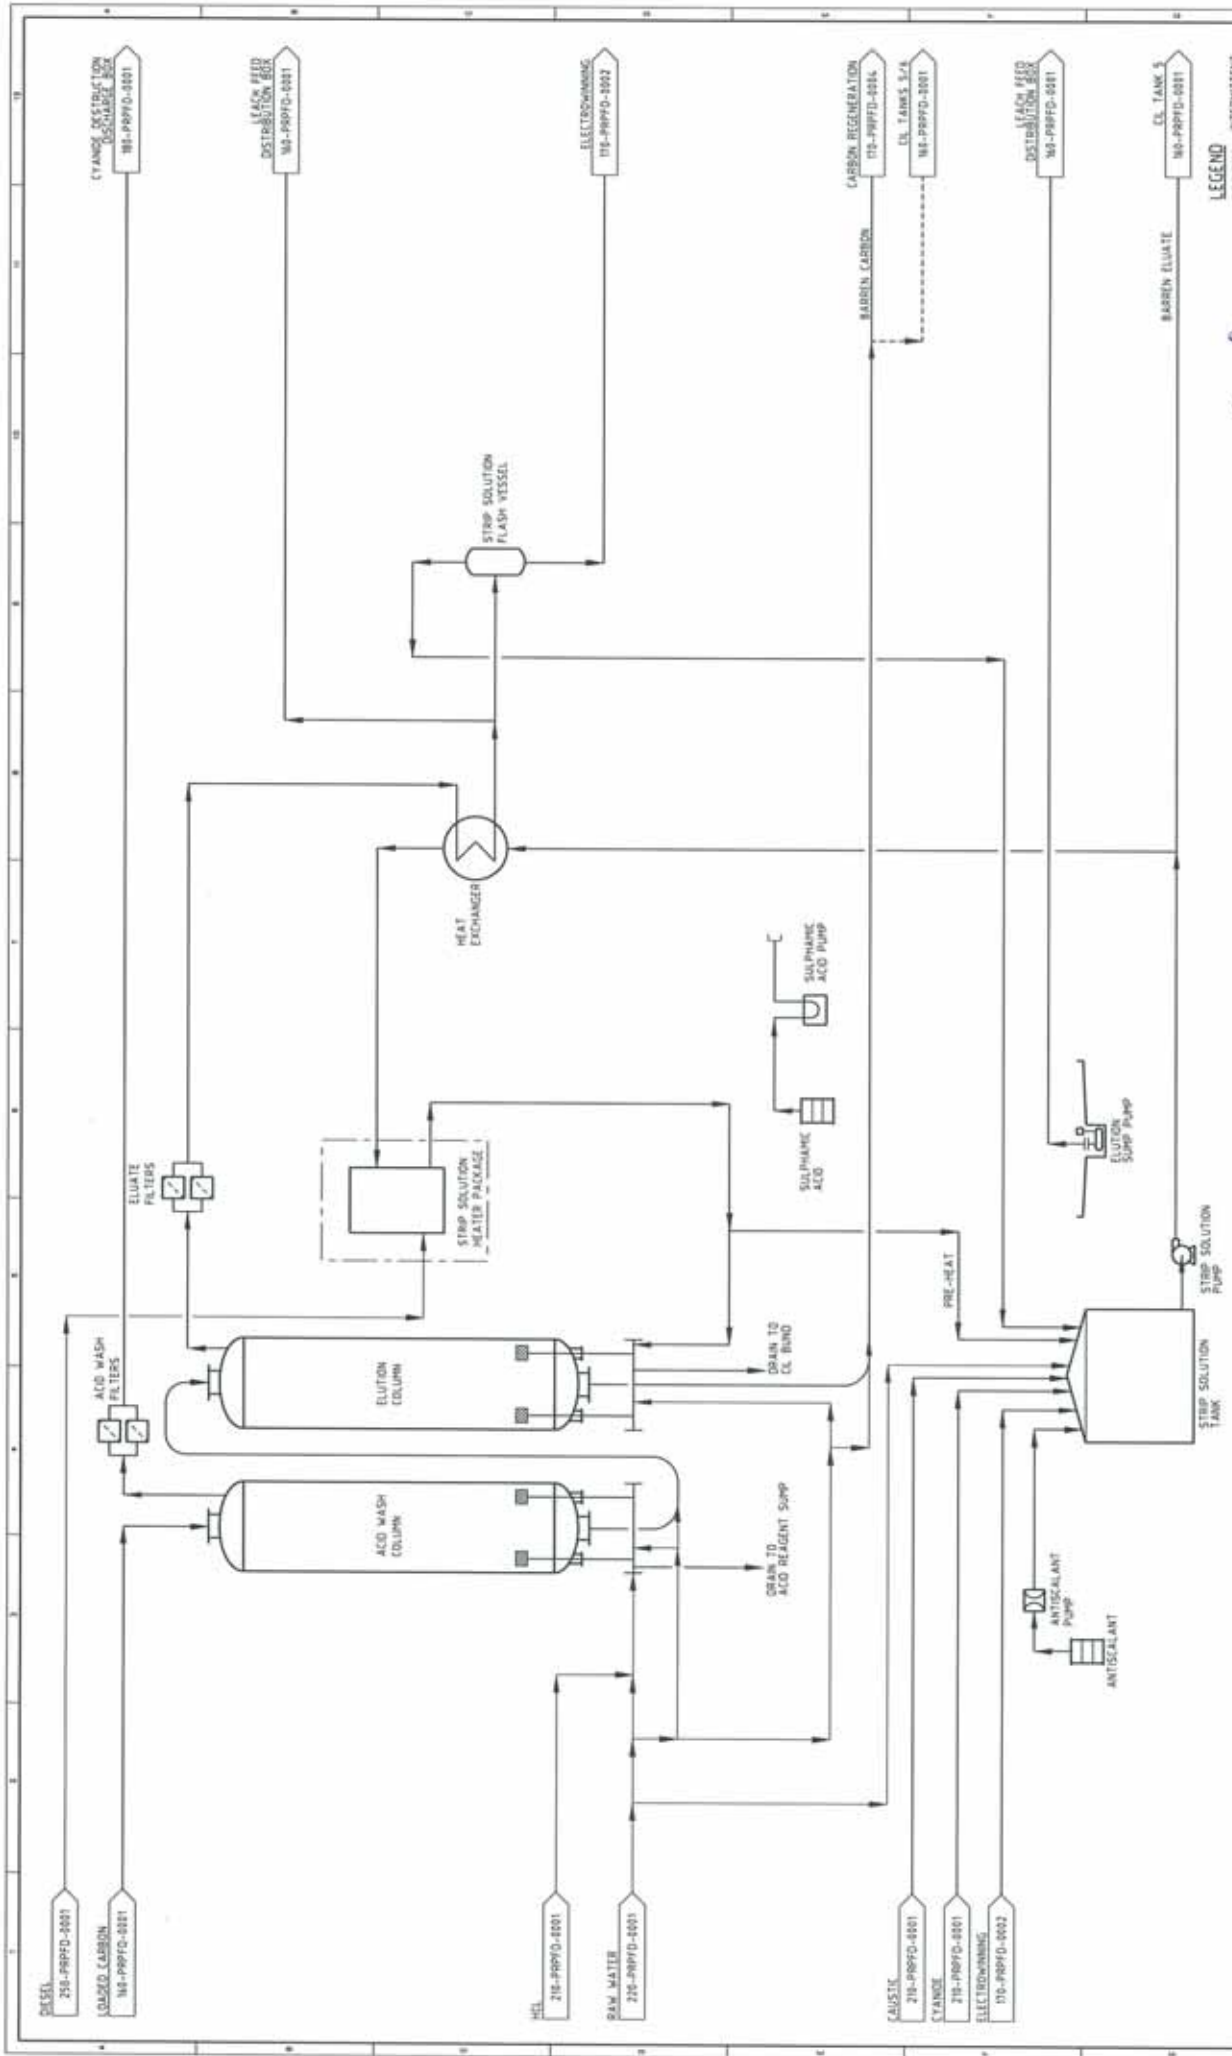 DIESEL
250-PRPFD-0001
LOADED CARBON
160-PRPFD-0001
HCL
210-PRPFD-0001
RAW WATER
220-PRPFD-0001
CAUSTIC
210-PRPFD-0001
CYANIDE
210-PRPFD-0001
ELECTROWINNING
170-PRPFD-0002
ACID WASH
FILTERS
ELUATE
FILTERS
ACID WASH
COLUMN
ELUTION
COLUMN
STRIP SOLUTION
HEATER PACKAGE
HEAT
EXCHANGER
STRIP SOLUTION
FLASH VESSEL
DRAIN TO
ACID REAGENT SUMP
DRAIN TO
CIL BUND
SULPHAMIC
ACID
SULPHAMIC
ACID PUMP
PRE-HEAT
ANTISCALANT
PUMP
ANTISCALANT
STRIP SOLUTION
TANK
STRIP SOLUTION
PUMP
ELUTION
SUMP PUMP
BARREN CARBON
BARREN ELUATE
CYANIDE DESTRUCTION
DISCHARGE BOX
180-PRPFD-0001
LEACH FEED
DISTRIBUTION BOX
160-PRPFD-0001
ELECTROWINNING
170-PRPFD-0002
CARBON REGENERATION
170-PRPFD-0004
CIL TANKS 5/6
160-PRPFD-0001
LEACH FEED
DISTRIBUTION BOX
160-PRPFD-0001
CIL TANK 5
160-PRPFD-0001
LEGEND